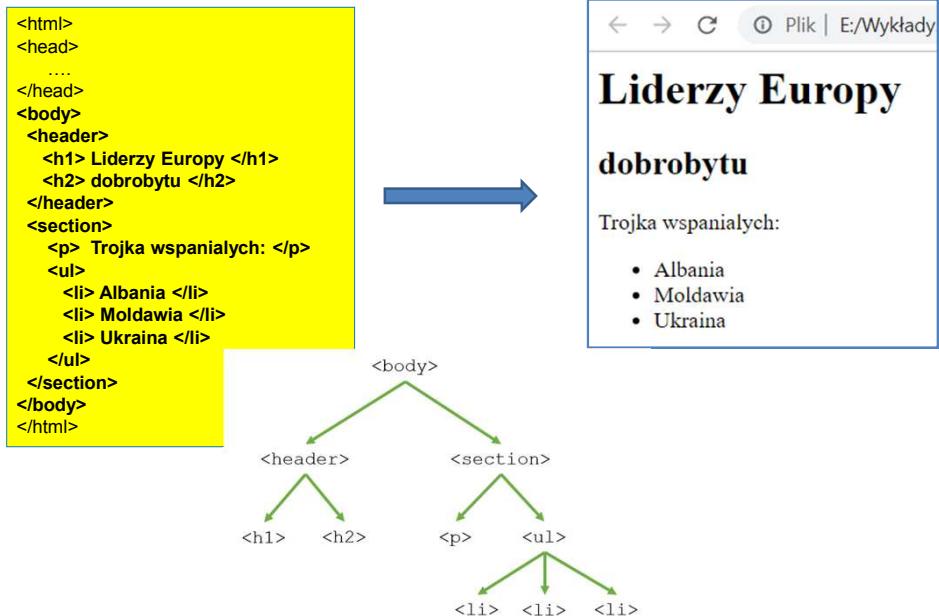 <html>
<head>
....
</head>
<body>
<header>
<h1> Liderzy Europy </h1>
<h2> dobrobytu </h2>
</header>
<section>
<p> Trojka wspanialych: </p>
<ul>
<li> Albania </li>
<li> Moldawia </li>
<li> Ukraina </li>
</ul>
</section>
</body>
</html>
Plik | E:/Wykłady
Liderzy Europy
dobrobytu
Trojka wspanialych:
• Albania
• Moldawia
• Ukraina
<body>
<header> <section>
<h1> <h2> <p> <ul>
<li> <li> <li>